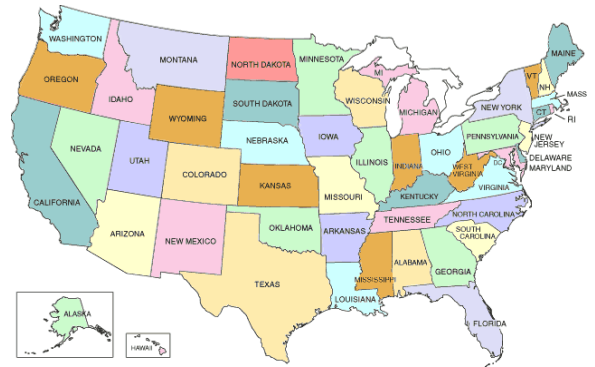 WASHINGTON
MONTANA
NORTH DAKOTA
MINNESOTA
MI
MAINE
OREGON
IDAHO
SOUTH DAKOTA
WISCONSIN
MICHIGAN
VT
NH
MASS
NEW YORK
CT
RI
WYOMING
NEBRASKA
IOWA
PENNSYLVANIA
NEW
JERSEY
NEVADA
UTAH
COLORADO
ILLINOIS
INDIANA
OHIO
DC
DELAWARE
MARYLAND
WEST
VIRGINIA
VIRGINIA
CALIFORNIA
KANSAS
MISSOURI
KENTUCKY
ARIZONA
NEW MEXICO
OKLAHOMA
ARKANSAS
TENNESSEE
NORTH CAROLINA
SOUTH
CAROLINA
TEXAS
MISSISSIPPI
ALABAMA
GEORGIA
LOUISIANA
FLORIDA
ALASKA
HAWAII